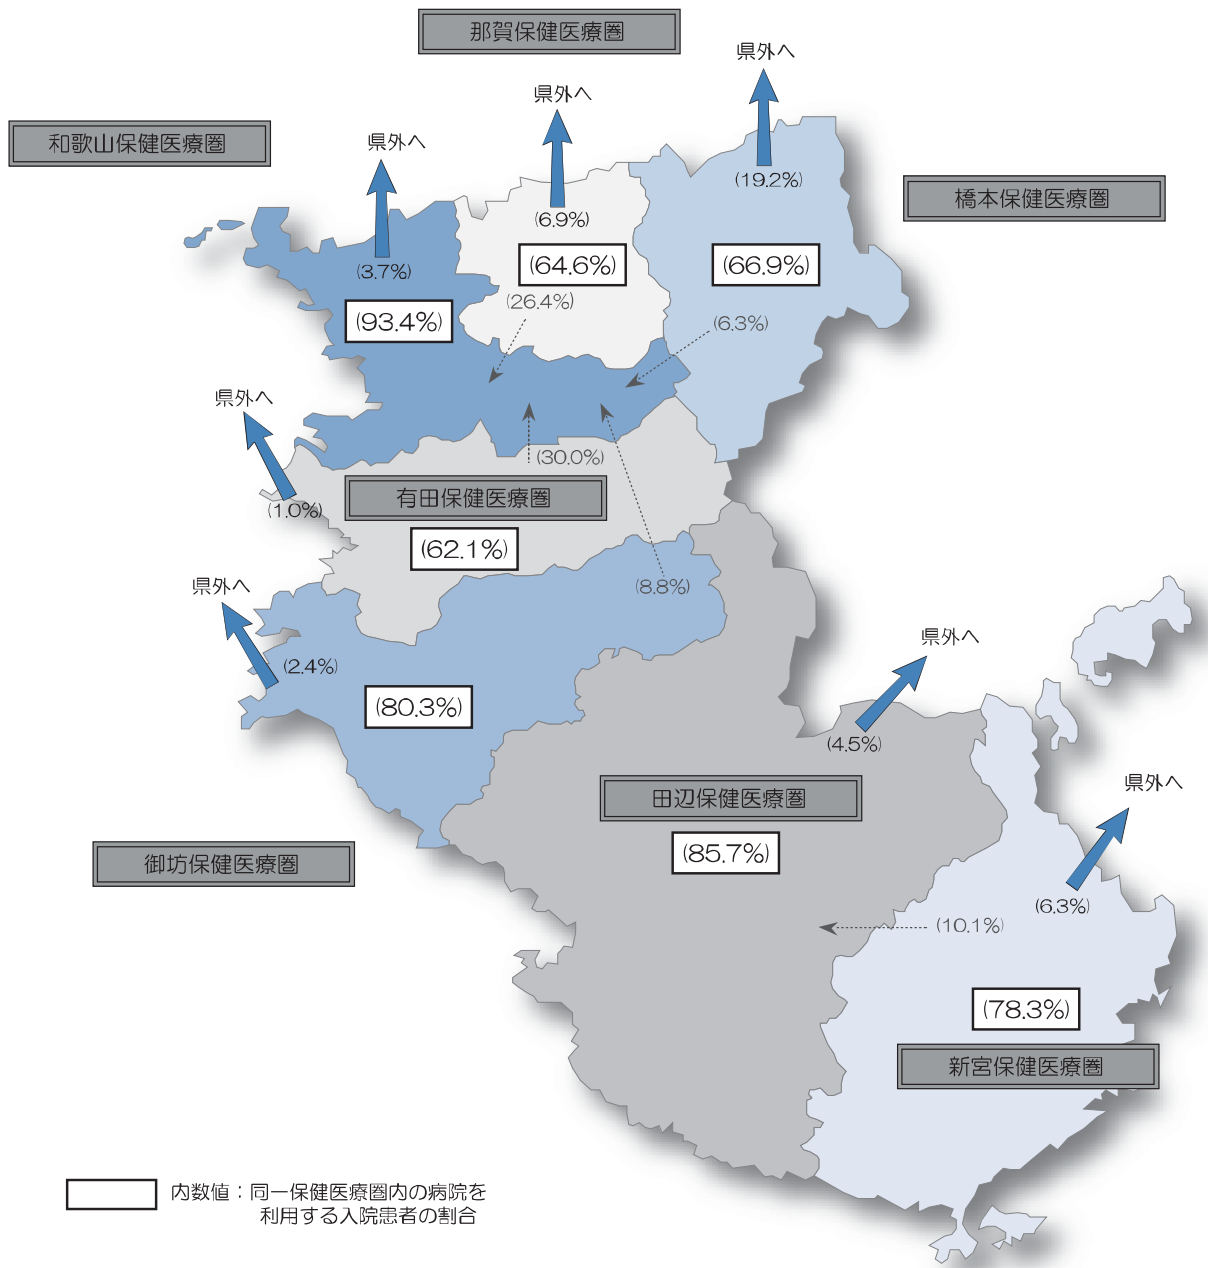 那賀保健医療圏
県外へ
県外へ
和歌山保健医療圏
県外へ
(19.2%)
橋本保健医療圏
(6.9%)
(3.7%)
(64.6%)
(66.9%)
(26.4%)
(93.4%)
(6.3%)
県外へ
(30.0%)
有田保健医療圏
(1.0%)
(62.1%)
県外へ
(8.8%)
県外へ
(2.4%)
(80.3%)
(4.5%)
県外へ
田辺保健医療圏
(85.7%)
御坊保健医療圏
(6.3%)
(10.1%)
(78.3%)
新宮保健医療圏
内数値：同一保健医療圏内の病院を
利用する入院患者の割合